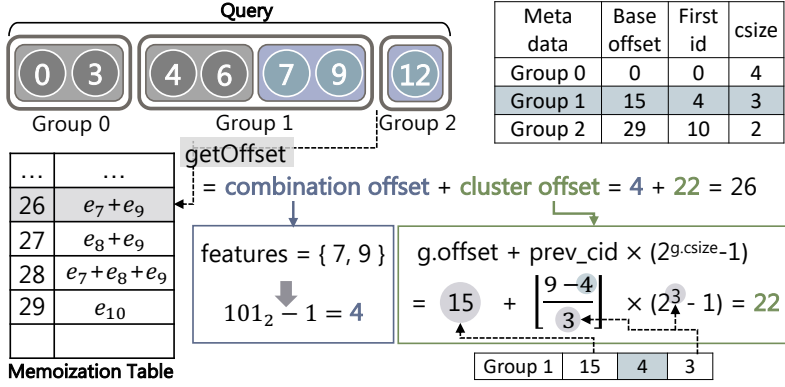 Query
0 3 4 6 7 9 12
Group 0 Group 1 Group 2
Meta data Base offset First id csize
Group 0 0 0 4
Group 1 15 4 3
Group 2 29 10 2
getOffset
... ...
26 e₇+e₉
27 e₈+e₉
28 e₇+e₈+e₉
29 e₁₀
Memoization Table
= combination offset + cluster offset = 4 + 22 = 26
features = { 7, 9 }
101₂ − 1 = 4
g.offset + prev_cid × (2^g.csize-1)
= 15 + ⌊(9 −4)/3⌋ × (2³ - 1) = 22
Group 1 15 4 3